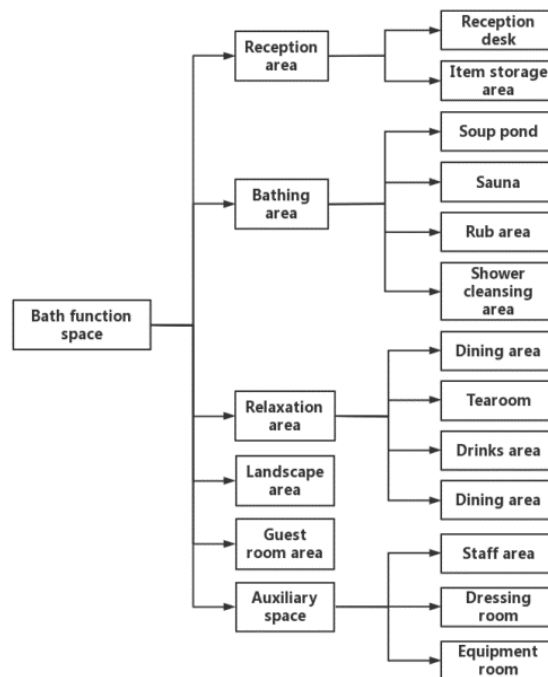 Reception
desk
Reception
area
Item storage
area
Soup pond
Sauna
Bathing
area
Rub area
Shower
cleansing
area
Bath function
space
Dining area
Tearoom
Relaxation
area
Drinks area
Landscape
area
Dining area
Guest
room area
Staff area
Auxiliary
space
Dressing
room
Equipment
room